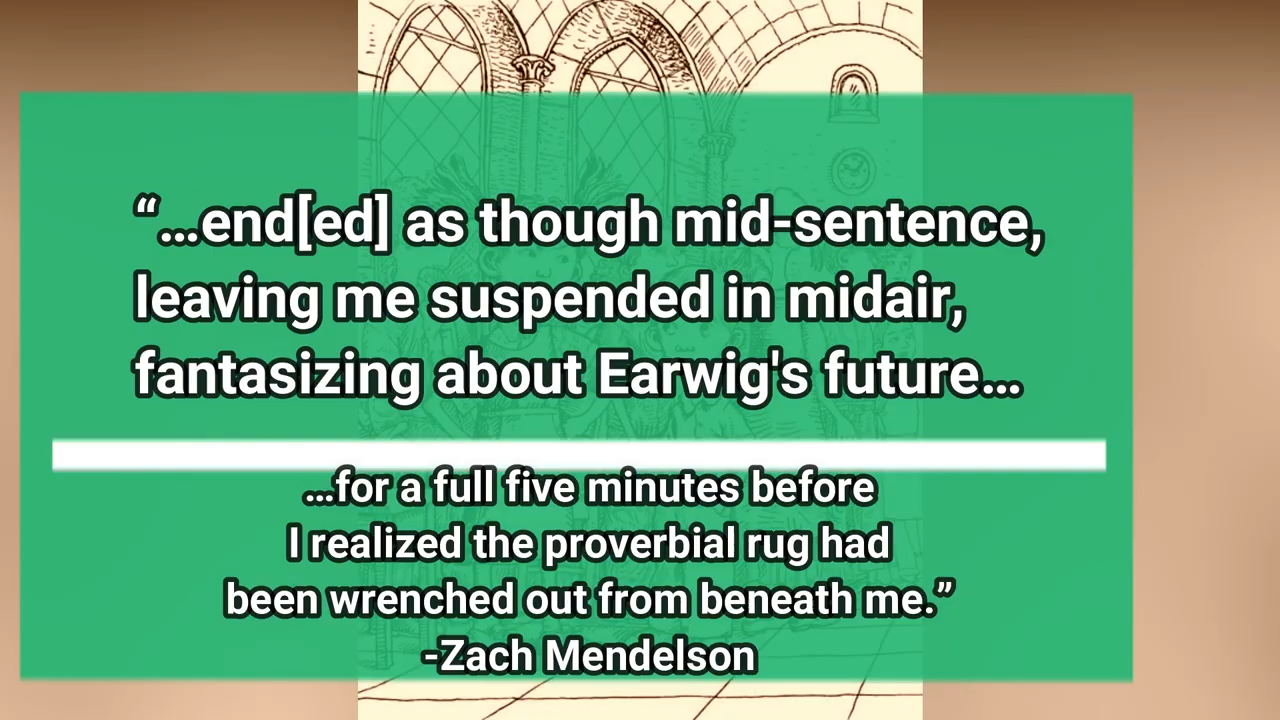 “…end[ed] as though mid-sentence,
leaving me suspended in midair,
fantasizing about Earwig's future…
…for a full five minutes before
I realized the proverbial rug had
been wrenched out from beneath me.”
-Zach Mendelson